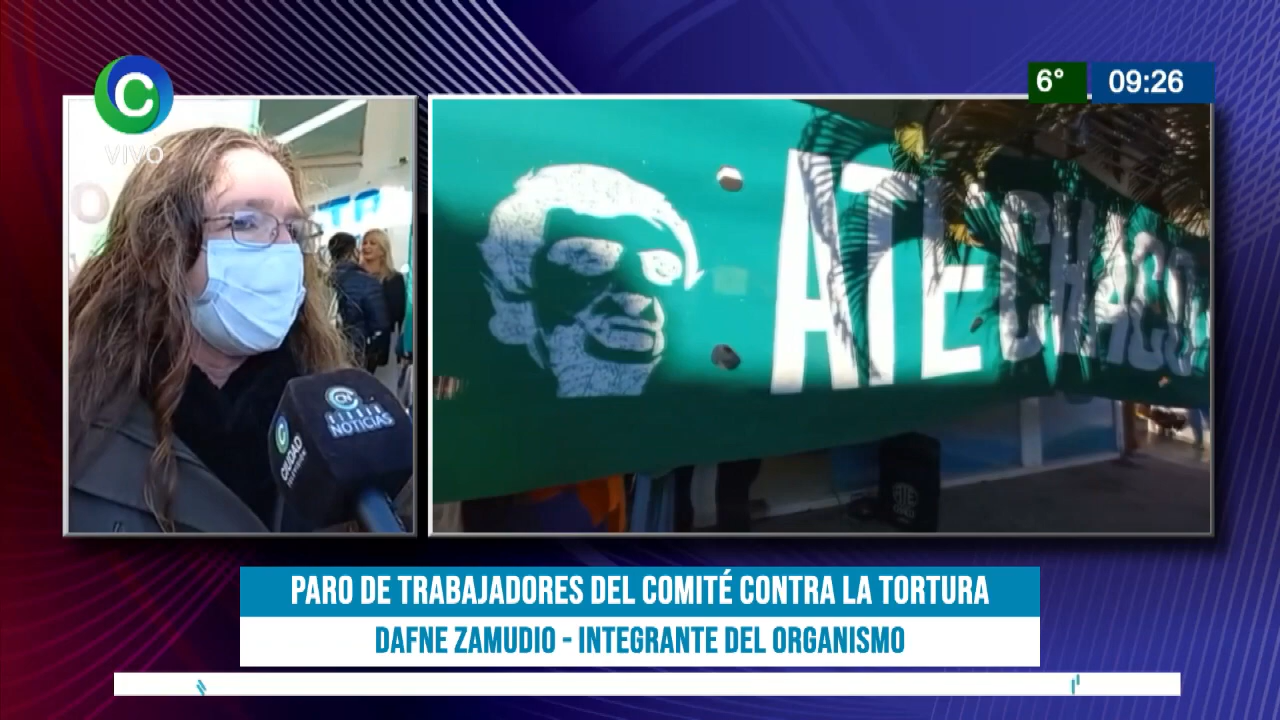 C
VIVO
6°
09:26
ATE CHACO
NOTICIAS
CIUDAD
PARO DE TRABAJADORES DEL COMITÉ CONTRA LA TORTURA
DAFNE ZAMUDIO - INTEGRANTE DEL ORGANISMO